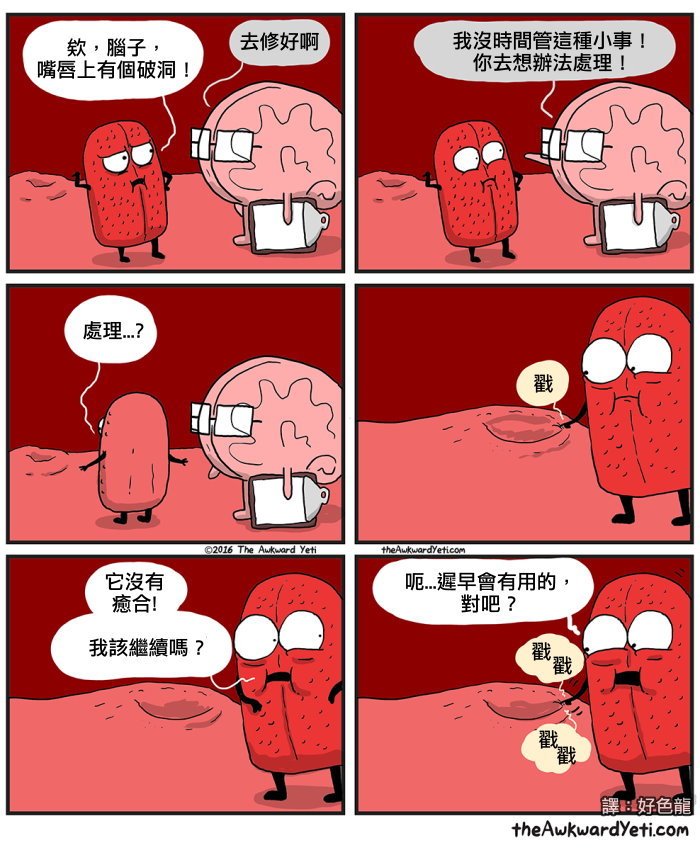 欸，腦子，
嘴唇上有個破洞！
去修好啊
我沒時間管這種小事！
你去想辦法處理！
處理...?
戳
©2016 The Awkward Yeti
theAwkwardYeti.com
它沒有
癒合!
我該繼續嗎？
呃...遲早會有用的，
對吧？
戳
戳
戳
戳
譯：好色龍
theAwkwardYeti.com